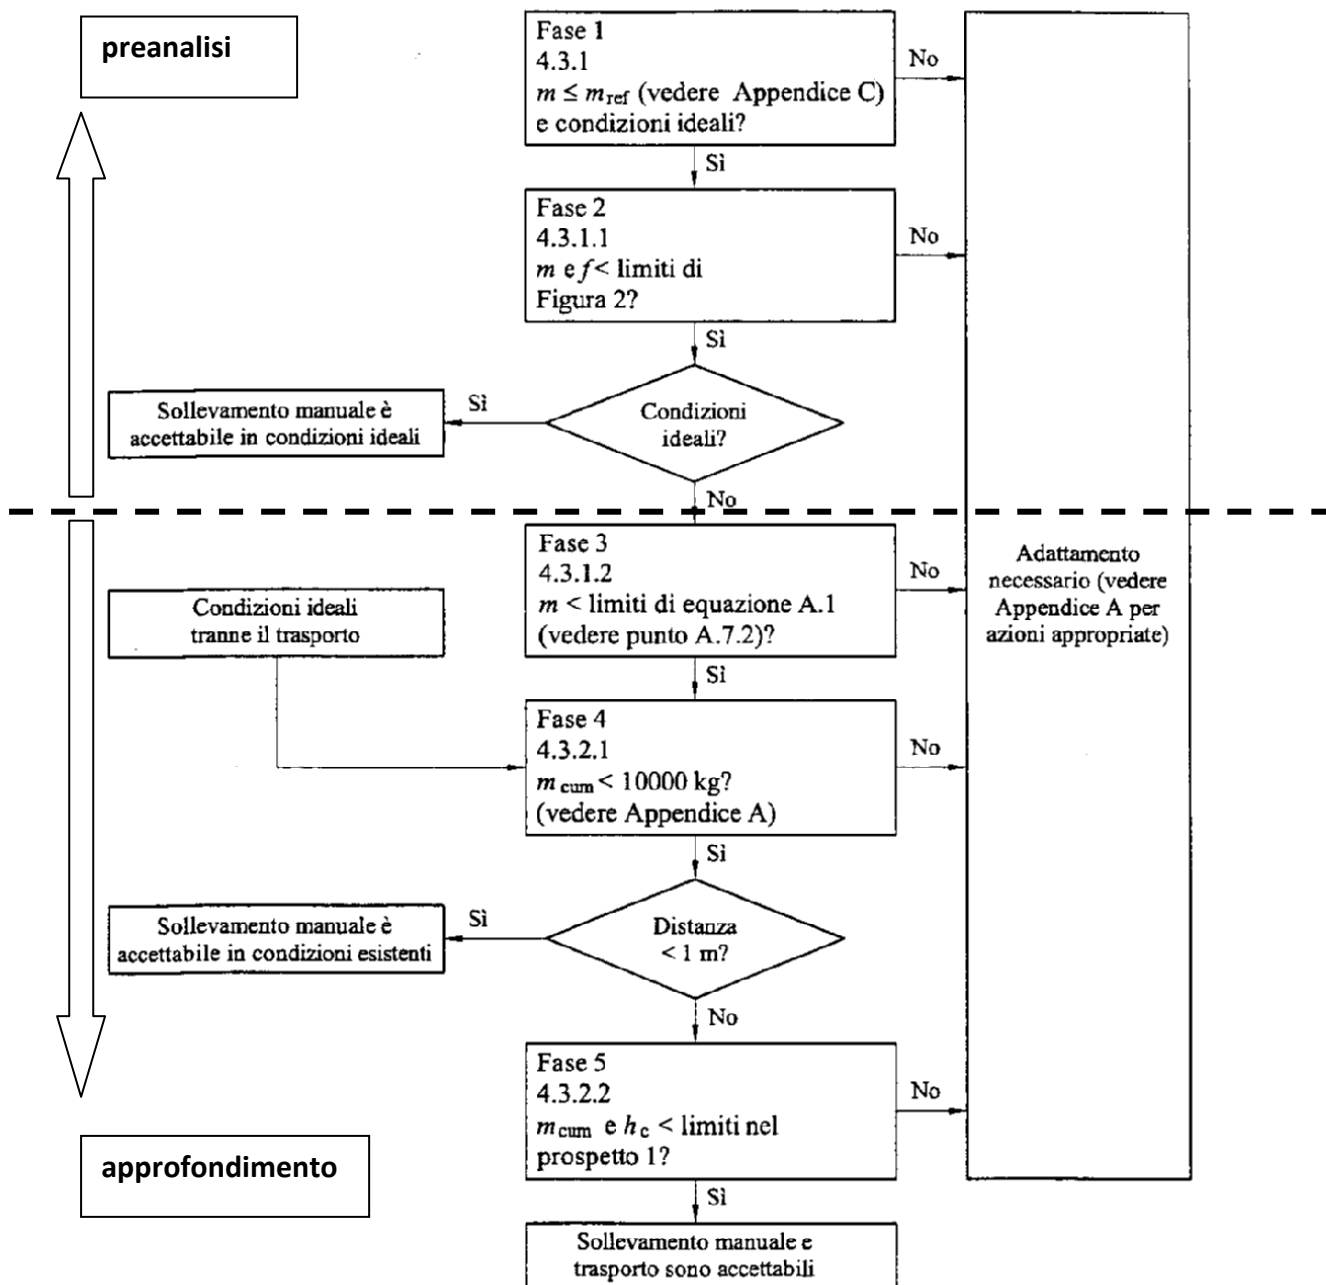 preanalisi
Fase 1
4.3.1
m ≤ m ref (vedere Appendice C)
e condizioni ideali?
No
Sì
Fase 2
4.3.1.1
m e f< limiti di
Figura 2?
No
Sì
Condizioni
ideali?
Sì
Sollevamento manuale è
accettabile in condizioni ideali
No
Fase 3
4.3.1.2
m < limiti di equazione A.1
(vedere punto A.7.2)?
No
Adattamento
necessario (vedere
Appendice A per
azioni appropriate)
Condizioni ideali
tranne il trasporto
Sì
Fase 4
4.3.2.1
m cum < 10000 kg?
(vedere Appendice A)
No
Sì
Distanza
< 1 m?
Sì
Sollevamento manuale è
accettabile in condizioni esistenti
No
Fase 5
4.3.2.2
m cum e h c < limiti nel
prospetto 1?
No
approfondimento
Sì
Sollevamento manuale e
trasporto sono accettabili